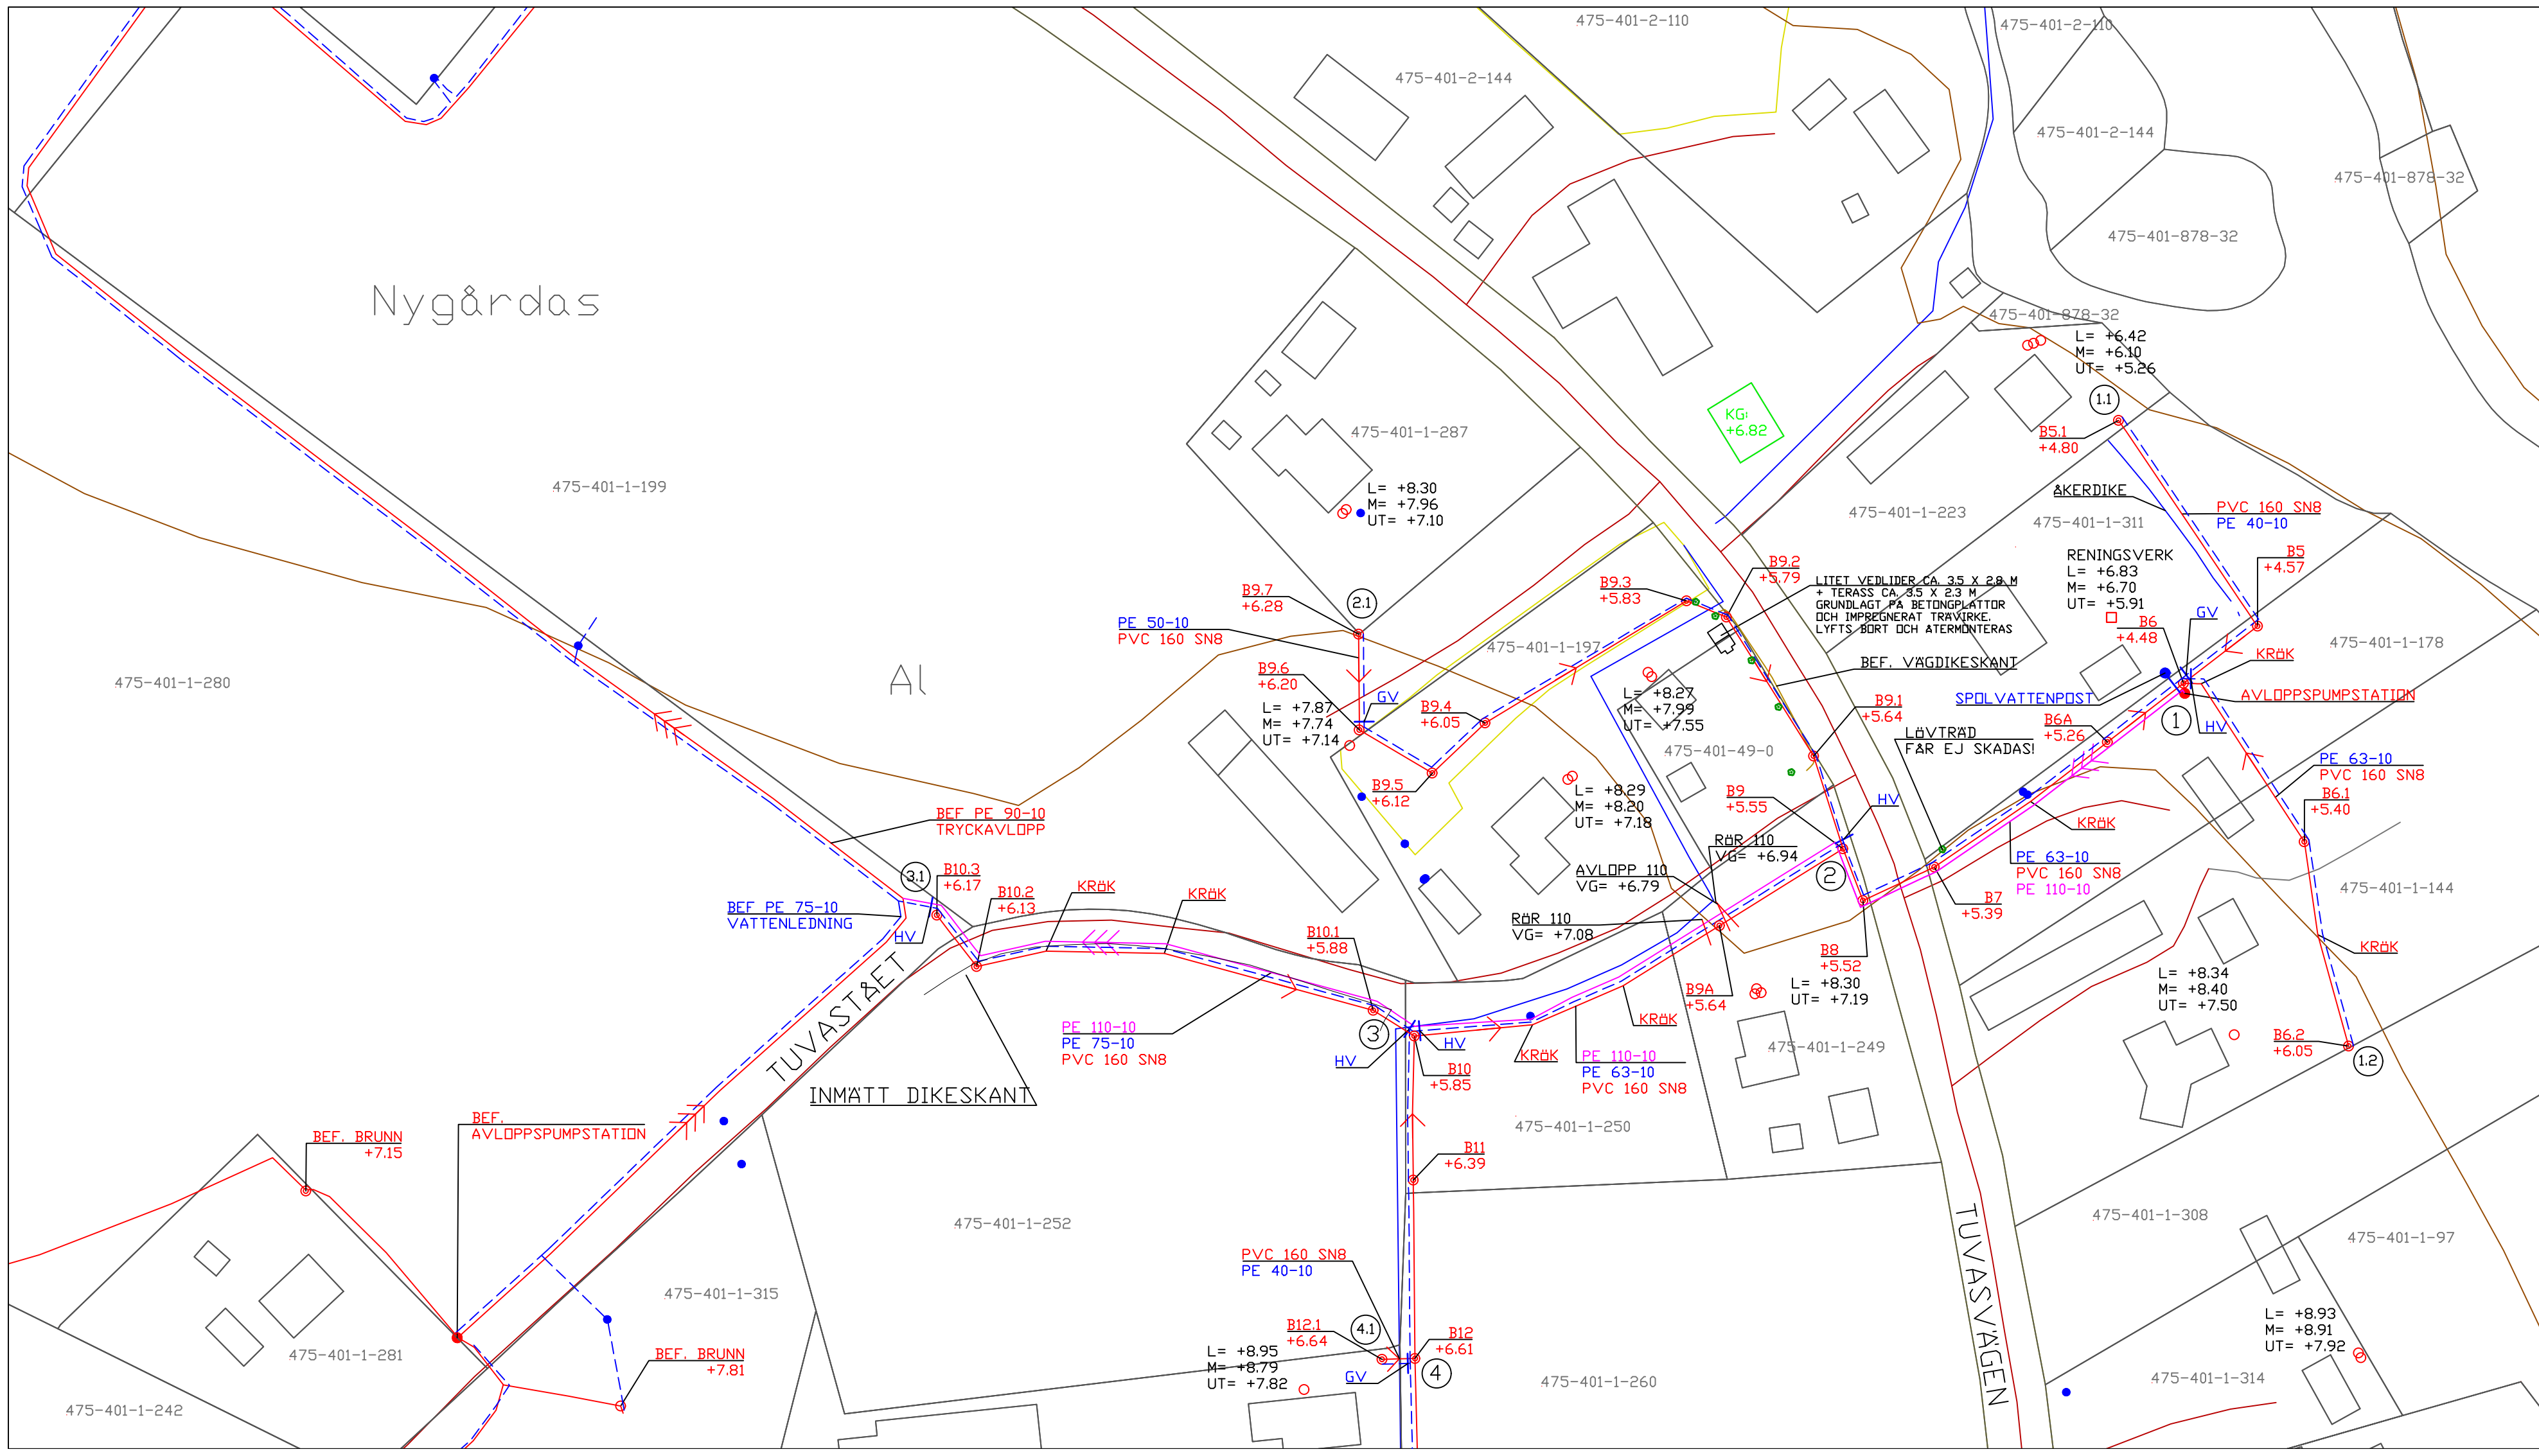 475-401-2-110
475-401-2-110
475-401-2-144
475-401-2-144
475-401-878-32
475-401-878-32
475-401-878-32
Nygårdas
L= +6.42
M= +6.10
UT= +5.26
1.1
KG:
+6.82
B5.1
+4.80
475-401-1-287
475-401-1-199
L= +8.30
M= +7.96
UT= +7.10
ÅKERDIKE
475-401-1-223
475-401-1-311
PVC 160 SN8
PE 40-10
RENINGSVERK
L= +6.83
M= +6.70
UT= +5.91
B5
+4.57
B9.2
+5.79
B9.3
+5.83
LITET VEDLIDER CA. 3.5 X 2.8 M
+ TERASS CA. 3.5 X 2.3 M
GRUNDLAGT PÅ BETONGPLATTOR
OCH IMPREGNERAT TRÄVIRKE.
LYFTS BORT OCH ÅTERMONTERAS
B9.7
+6.28
2.1
PE 50-10
PVC 160 SN8
GV
B6
+4.48
475-401-1-178
KRÖK
475-401-1-197
BEF. VÄGDIKESKANT
475-401-1-280
Al
B9.6
+6.20
GV
L= +7.87
M= +7.74
UT= +7.14
B9.4
+6.05
L= +8.27
M= +7.99
UT= +7.55
B9.1
+5.64
SPOLVATTENPOST
AVLOPPSPUMPSTATION
1
HV
B6A
+5.26
LÖVTRÄD
FÅR EJ SKADAS!
475-401-49-0
B9.5
+6.12
L= +8.29
M= +8.20
UT= +7.18
B9
+5.55
HV
PE 63-10
PVC 160 SN8
B6.1
+5.40
BEF PE 90-10
TRYCKAVLOPP
KRÖK
RÖR 110
VG= +6.94
AVLOPP 110
VG= +6.79
2
PE 63-10
PVC 160 SN8
PE 110-10
475-401-1-144
3.1
B10.3
+6.17
B10.2
+6.13
KRÖK
KRÖK
BEF PE 75-10
VATTENLEDNING
HV
RÖR 110
VG= +7.08
B7
+5.39
B10.1
+5.88
B8
+5.52
KRÖK
L= +8.30
UT= +7.19
B9A
+5.64
L= +8.34
M= +8.40
UT= +7.50
TUVASTÅET
PE 110-10
PE 75-10
PVC 160 SN8
3
HV
HV
KRÖK
KRÖK
PE 110-10
PE 63-10
PVC 160 SN8
475-401-1-249
B6.2
+6.05
1.2
B10
+5.85
INMÄTT DIKESKANT
BEF.
AVLOPPSPUMPSTATION
BEF. BRUNN
+7.15
475-401-1-250
B11
+6.39
475-401-1-252
475-401-1-308
475-401-1-97
TUVASVÄGEN
PVC 160 SN8
PE 40-10
475-401-1-315
B12.1
+6.64
4.1
B12
+6.61
L= +8.93
M= +8.91
UT= +7.92
475-401-1-281
BEF. BRUNN
+7.81
L= +8.95
M= +8.79
UT= +7.82
GV
4
475-401-1-260
475-401-1-314
475-401-1-242